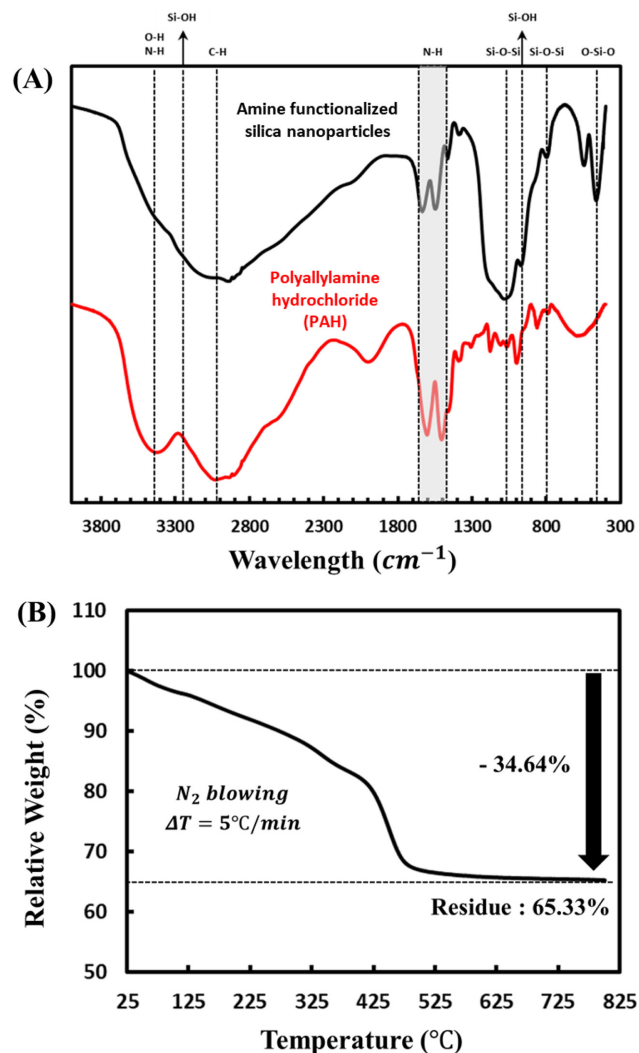 Si-OH Si-OH
O-H
N-H C-H N-H Si-O-Si Si-O-Si O-Si-O
(A)
Amine functionalized
silica nanoparticles
Polyallylamine
hydrochloride
(PAH)
3800 3300 2800 2300 1800 1300 800 300
Wavelength (cm⁻¹)
(B)
110
100
90
80
70
60
50
Relative Weight (%)
- 34.64%
N₂ blowing
ΔT = 5℃/min
Residue : 65.33%
25 125 225 325 425 525 625 725 825
Temperature (℃)